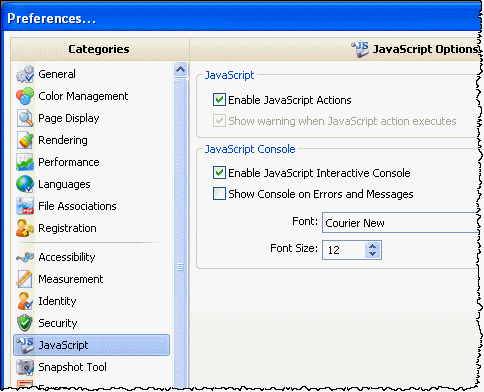 Preferences...
Categories
JavaScript Options
General
Color Management
Page Display
Rendering
Performance
Languages
File Associations
Registration
Accessibility
Measurement
Identity
Security
JavaScript
Snapshot Tool
JavaScript
Enable JavaScript Actions
Show warning when JavaScript action executes
JavaScript Console
Enable JavaScript Interactive Console
Show Console on Errors and Messages
Font: Courier New
Font Size: 12